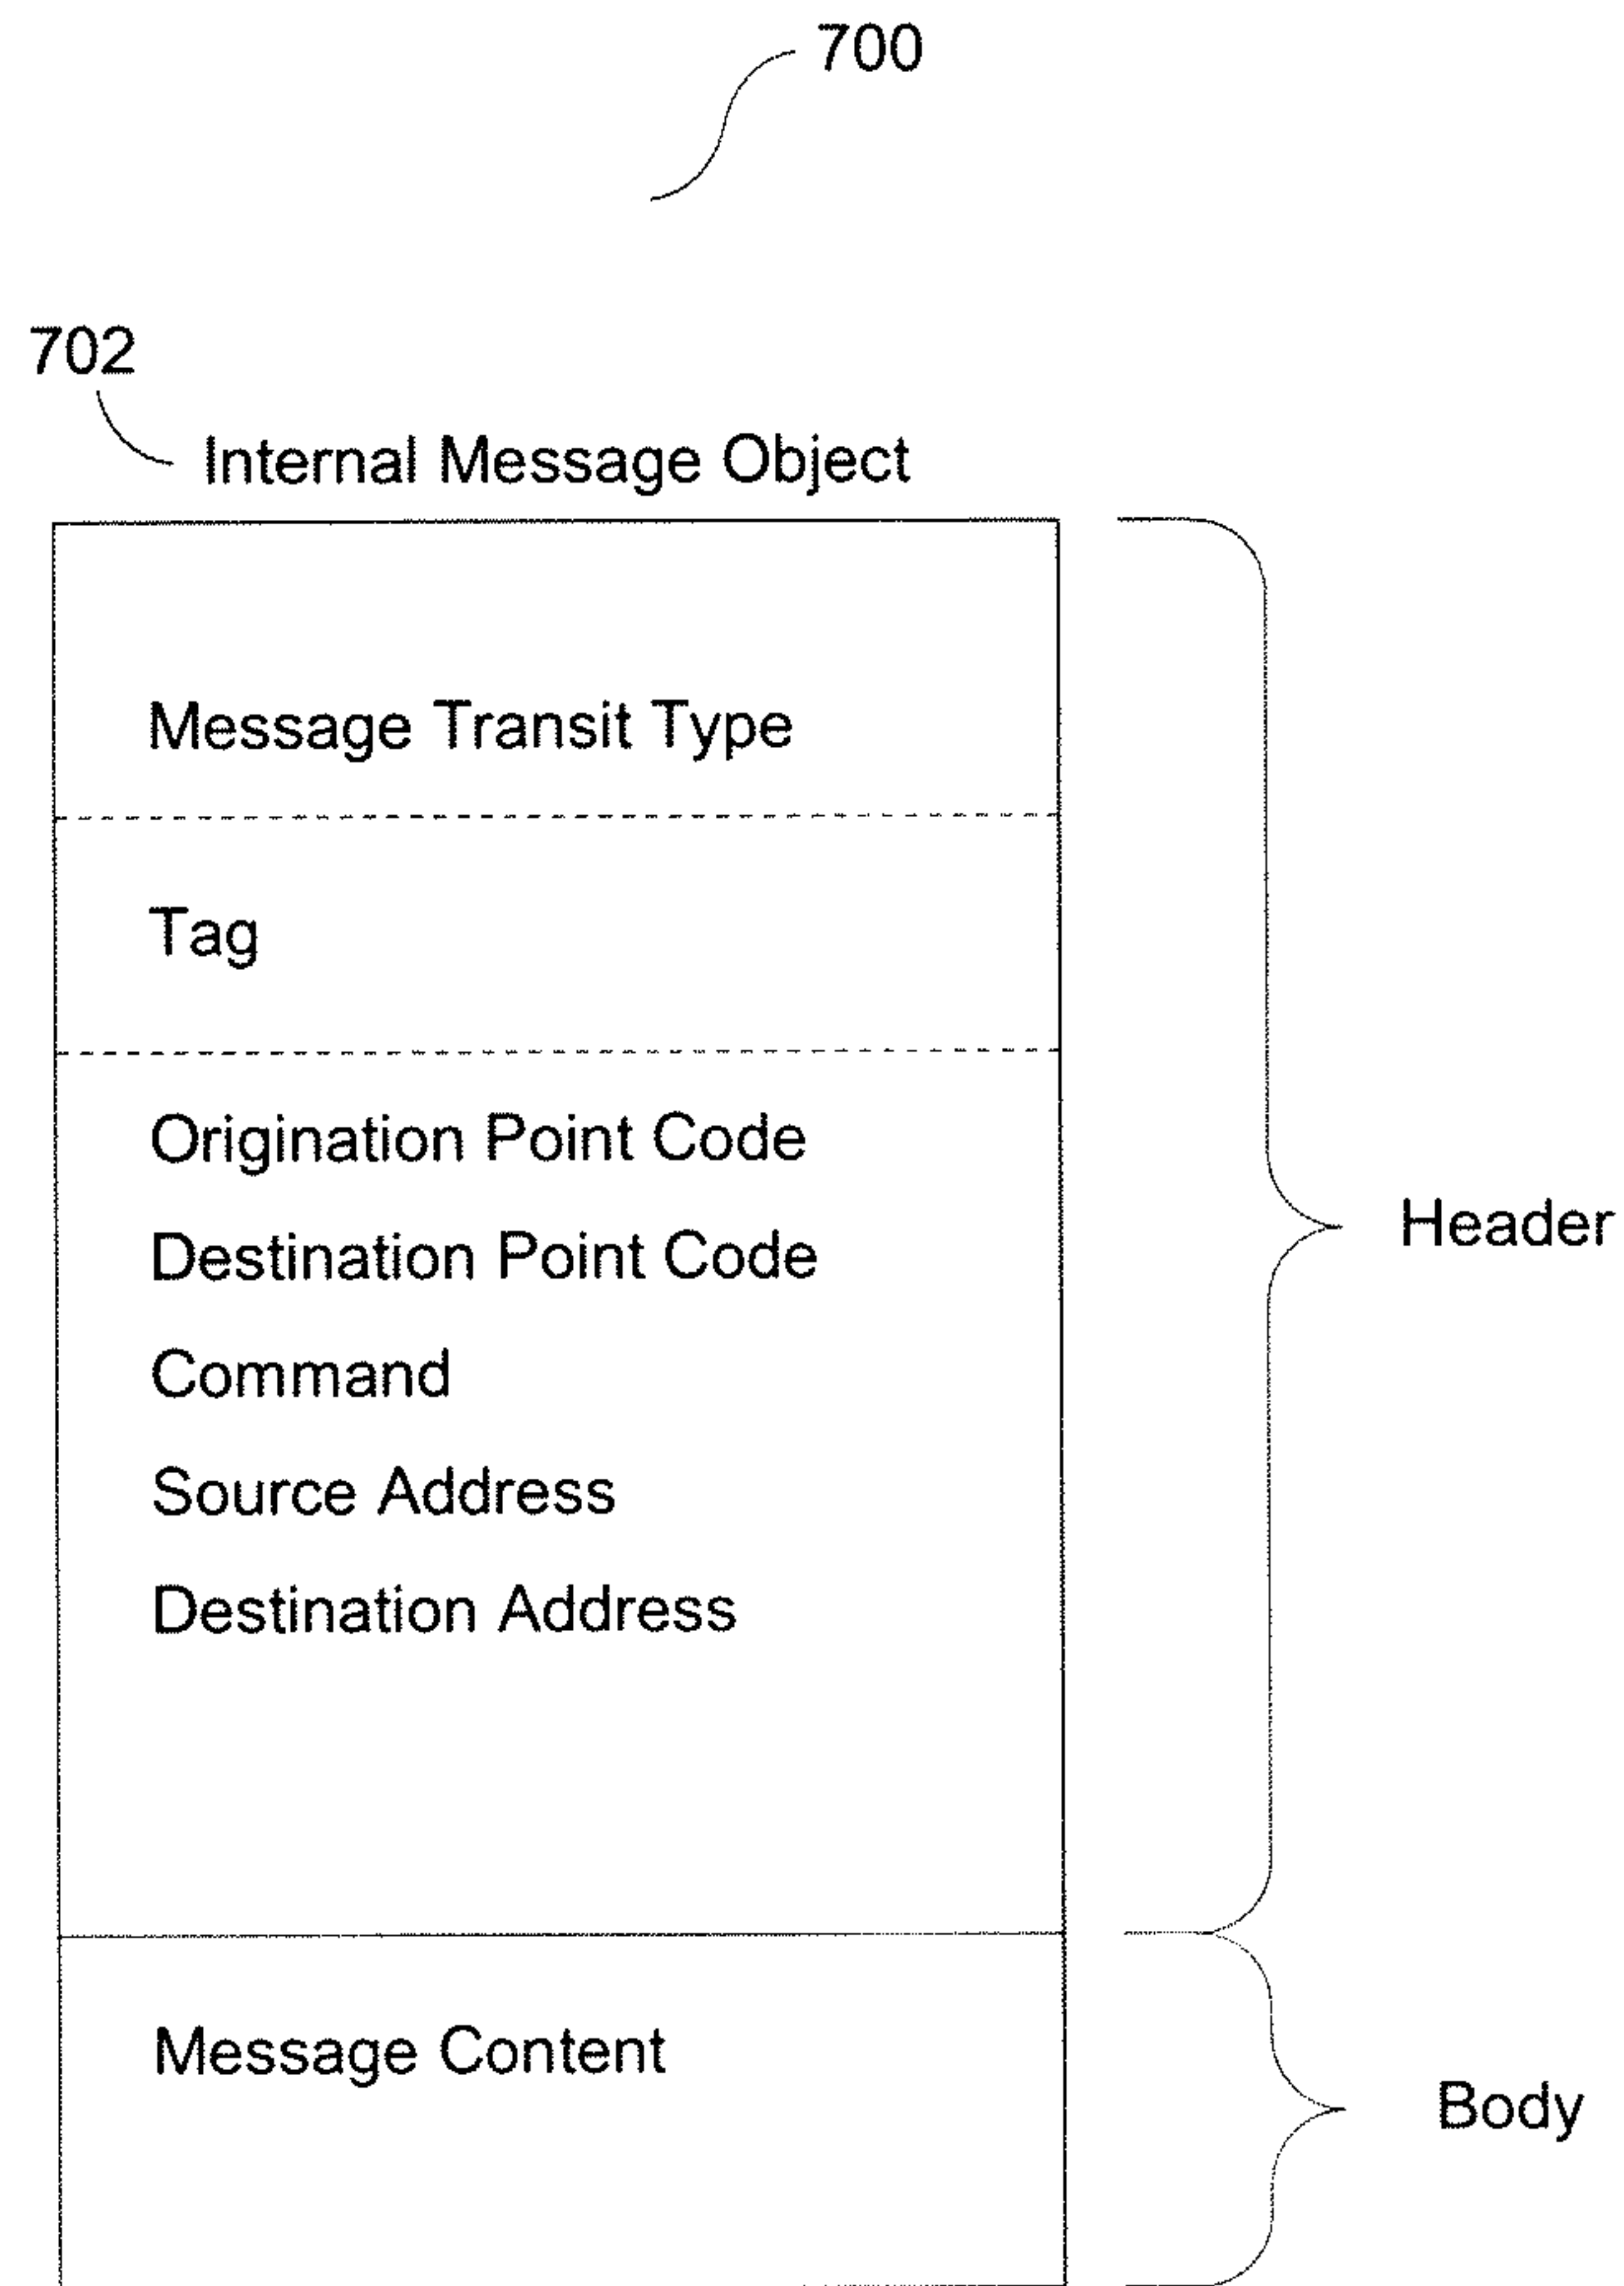 700
702
Internal Message Object
Message Transit Type
Tag
Origination Point Code
Destination Point Code
Command
Source Address
Destination Address
Header
Message Content
Body